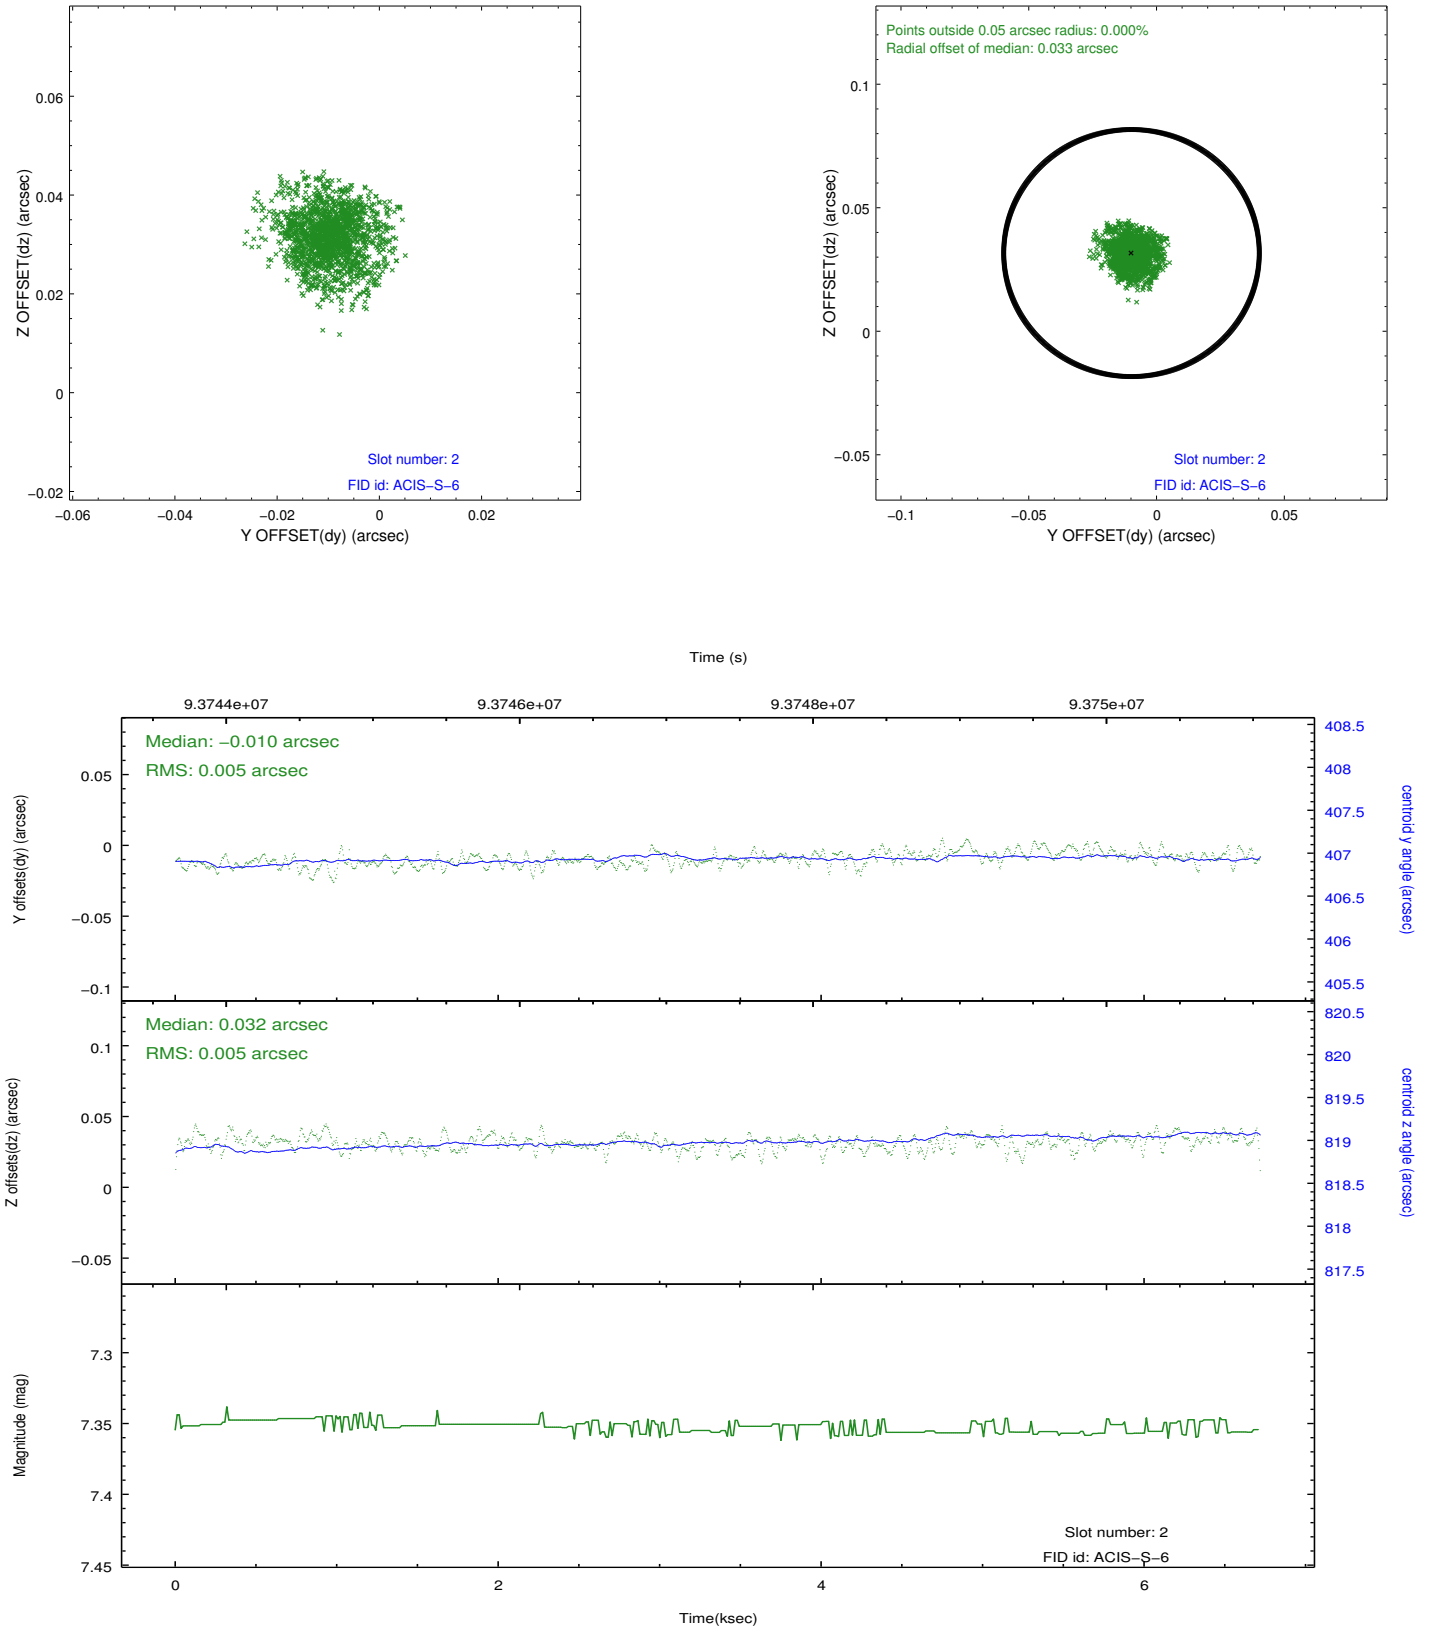 0.06
0.04
0.02
0
−0.02
Z OFFSET(dz) (arcsec)
Slot number: 2
FID id: ACIS−S−6
−0.06
−0.04
−0.02
0
0.02
Y OFFSET(dy) (arcsec)
Points outside 0.05 arcsec radius: 0.000%
Radial offset of median: 0.033 arcsec
0.1
0.05
0
−0.05
Z OFFSET(dz) (arcsec)
Slot number: 2
FID id: ACIS−S−6
−0.1
−0.05
0
0.05
Y OFFSET(dy) (arcsec)
Time (s)
9.3744e+07
9.3746e+07
9.3748e+07
9.375e+07
Median: −0.010 arcsec
RMS: 0.005 arcsec
0.05
0
−0.05
−0.1
Y offsets(dy) (arcsec)
408.5
408
407.5
407
406.5
406
405.5
centroid y angle (arcsec)
Median: 0.032 arcsec
RMS: 0.005 arcsec
0.1
0.05
0
−0.05
Z offsets(dz) (arcsec)
820.5
820
819.5
819
818.5
818
817.5
centroid z angle (arcsec)
7.3
7.35
7.4
7.45
Magnitude (mag)
Slot number: 2
FID id: ACIS−S−6
0
2
4
6
Time(ksec)